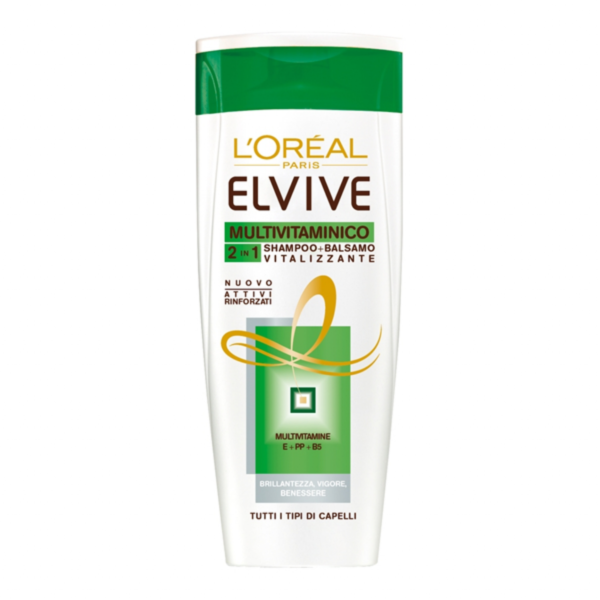 L'ORÉAL
PARIS
ELVIVE
MULTIVITAMINICO
2 IN 1 SHAMPOO+BALSAMO
VITALIZZANTE
NUOVO
ATTIVI
RINFORZATI
MULTIVITAMINE
E+PP+B5
BRILLANTEZZA, VIGORE,
BENESSERE
TUTTI I TIPI DI CAPELLI